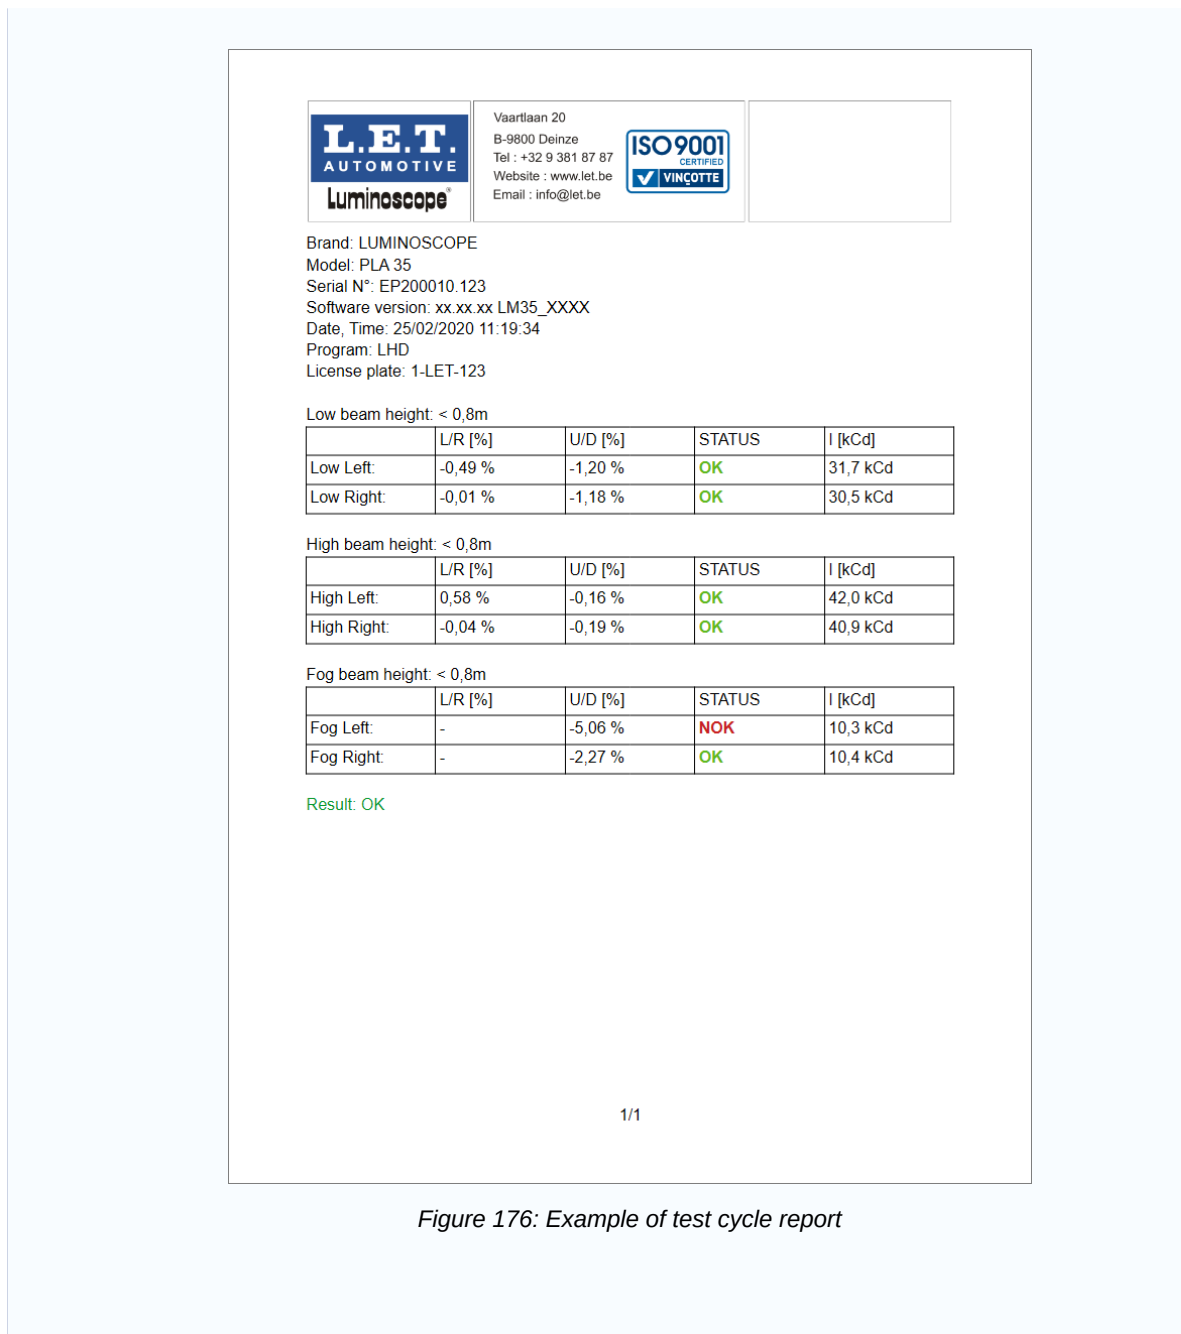 L.E.T.
AUTOMOTIVE
Luminoscope®
Vaartlaan 20
B-9800 Deinze
Tel : +32 9 381 87 87
Website : www.let.be
Email : info@let.be
ISO 9001
CERTIFIED
VINÇOTTE
Brand: LUMINOSCOPE
Model: PLA 35
Serial N°: EP200010.123
Software version: xx.xx.xx LM35_XXXX
Date, Time: 25/02/2020 11:19:34
Program: LHD
License plate: 1-LET-123
Low beam height: < 0,8m
L/R [%] U/D [%] STATUS I [kCd]
Low Left: -0,49 % -1,20 % OK 31,7 kCd
Low Right: -0,01 % -1,18 % OK 30,5 kCd
High beam height: < 0,8m
L/R [%] U/D [%] STATUS I [kCd]
High Left: 0,58 % -0,16 % OK 42,0 kCd
High Right: -0,04 % -0,19 % OK 40,9 kCd
Fog beam height: < 0,8m
L/R [%] U/D [%] STATUS I [kCd]
Fog Left: - -5,06 % NOK 10,3 kCd
Fog Right: - -2,27 % OK 10,4 kCd
Result: OK
1/1
Figure 176: Example of test cycle report